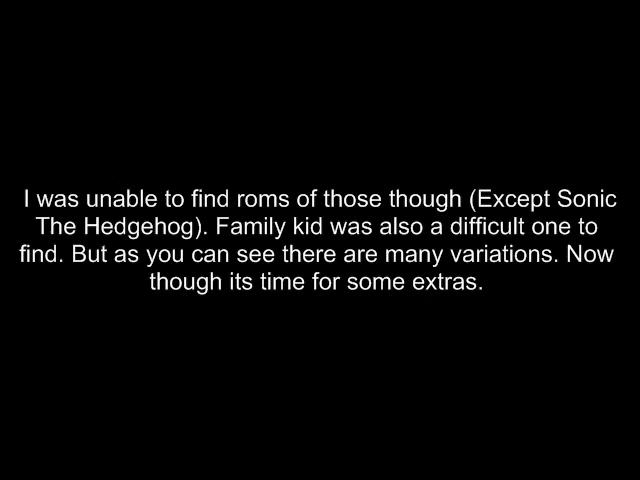 I was unable to find roms of those though (Except Sonic
The Hedgehog). Family kid was also a difficult one to
find. But as you can see there are many variations. Now
though its time for some extras.